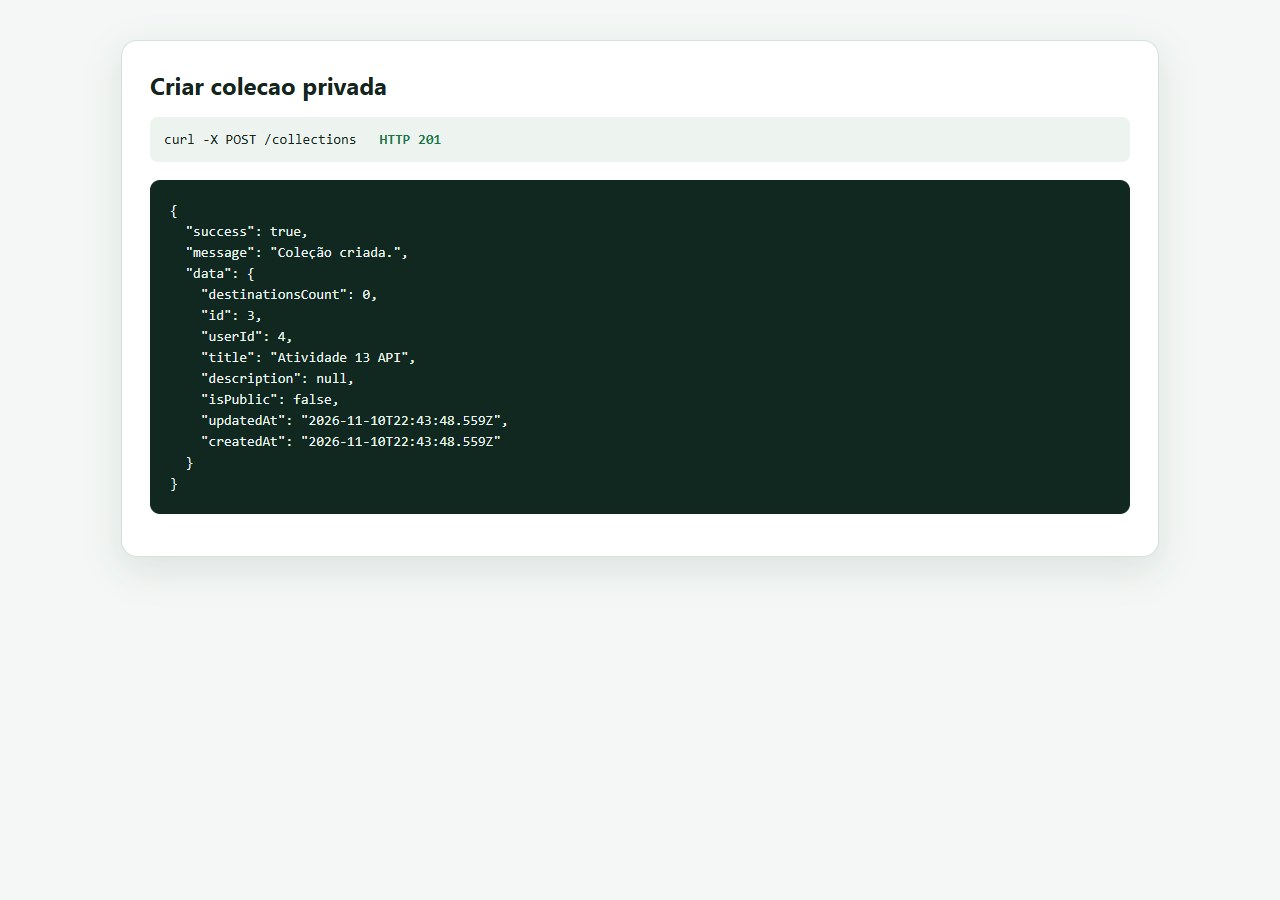 Criar colecao privada
curl -X POST /collections   HTTP 201
{
  "success": true,
  "message": "Coleção criada.",
  "data": {
    "destinationsCount": 0,
    "id": 3,
    "userId": 4,
    "title": "Atividade 13 API",
    "description": null,
    "isPublic": false,
    "updatedAt": "2026-11-10T22:43:48.559Z",
    "createdAt": "2026-11-10T22:43:48.559Z"
  }
}